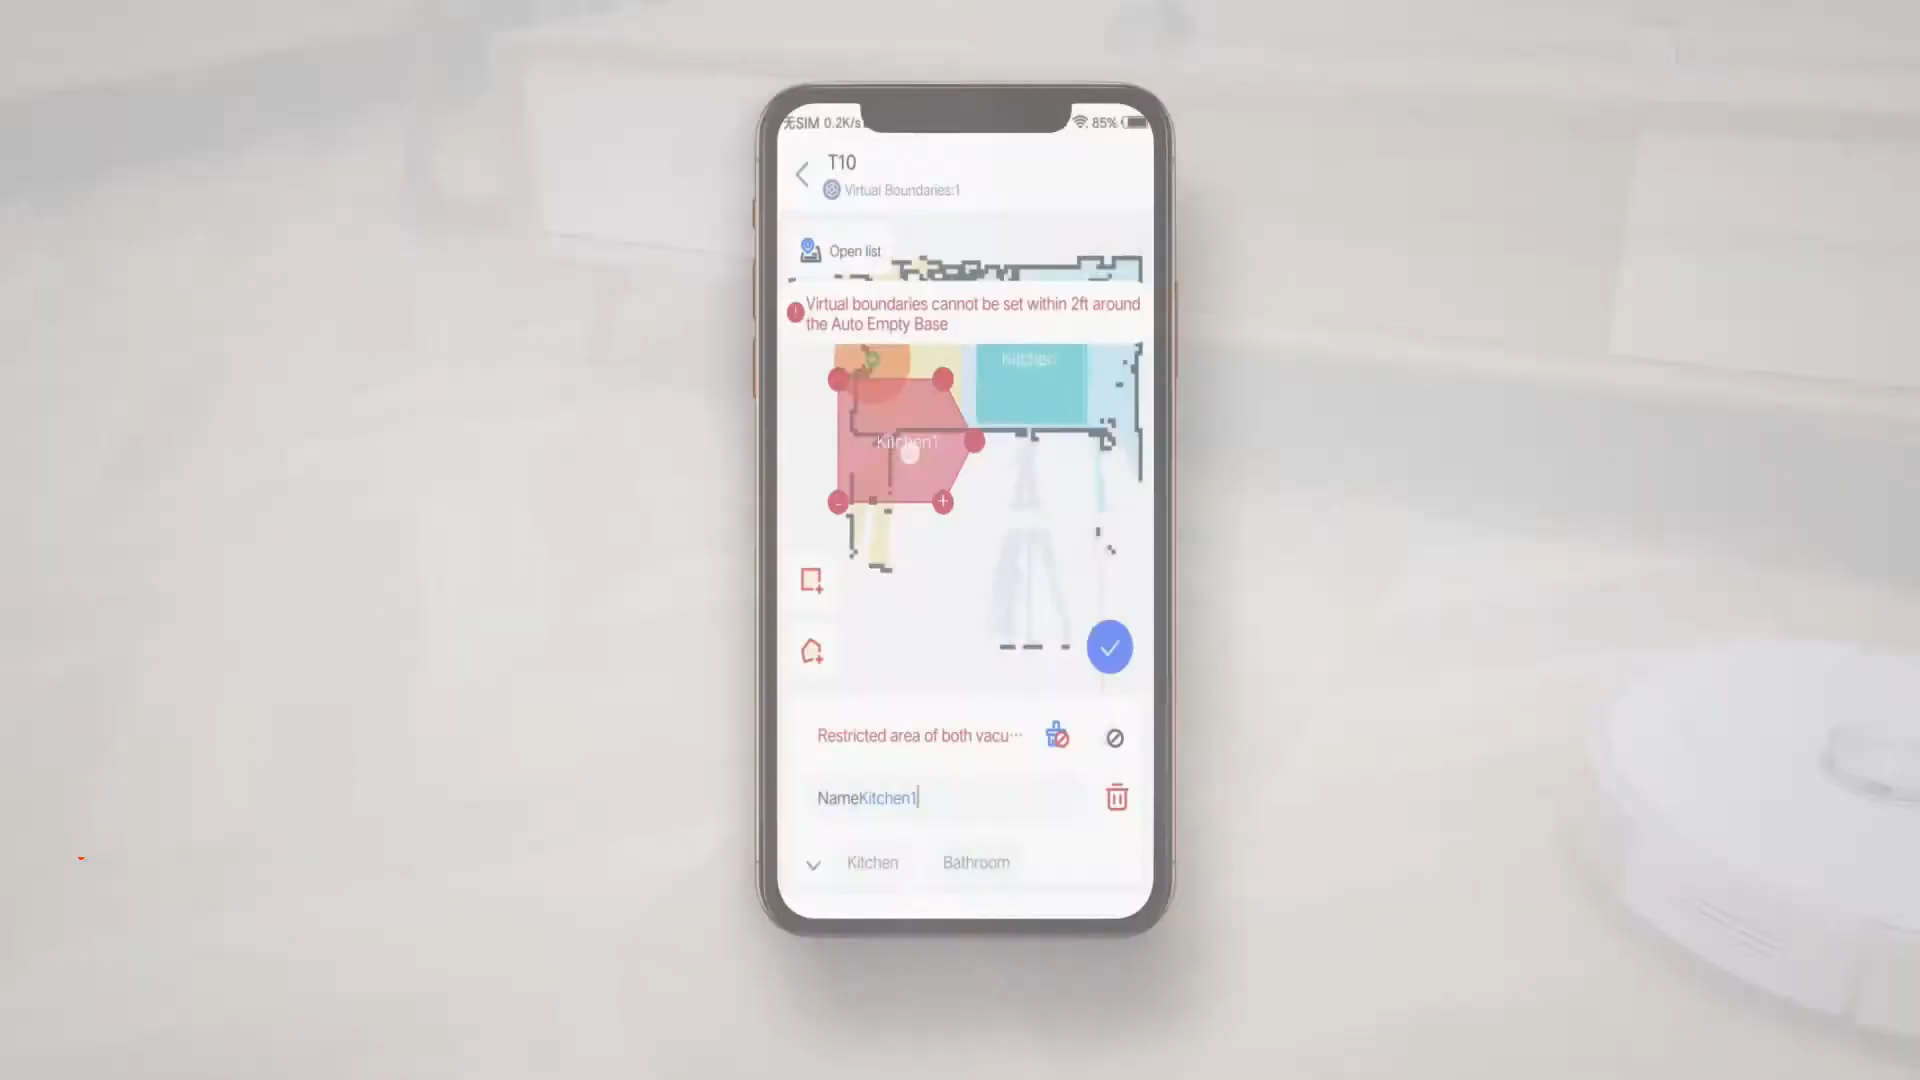 无SIM 0.2K/s 85%
T10
Virtual Boundaries:1
Open list
Virtual boundaries cannot be set within 2ft around
the Auto Empty Base
Kitchen
Kitchen1
Restricted area of both vacu···
NameKitchen1
Kitchen Bathroom